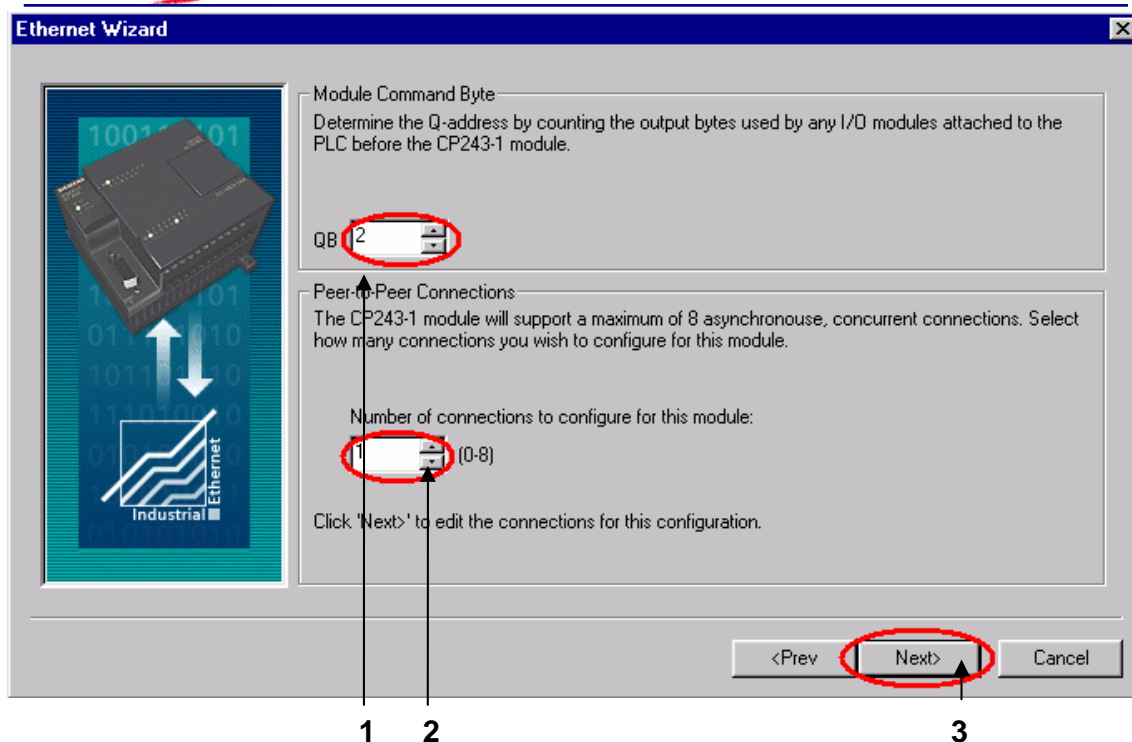 Ethernet Wizard
Module Command Byte
Determine the Q-address by counting the output bytes used by any I/O modules attached to the
PLC before the CP243-1 module.
QB 2
Peer-to-Peer Connections
The CP243-1 module will support a maximum of 8 asynchronouse, concurrent connections. Select
how many connections you wish to configure for this module.
Number of connections to configure for this module:
1 (0-8)
Click 'Next>' to edit the connections for this configuration.
Industrial
Ethernet
<Prev
Next>
Cancel
1 2 3